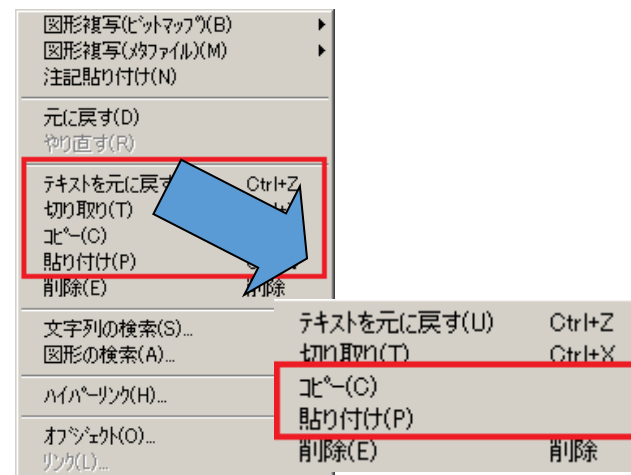 図形複写(ﾋﾞｯﾄﾏｯﾌﾟ)(B)
図形複写(ﾒﾀﾌｧｲﾙ)(M)
注記貼り付け(N)
元に戻す(D)
やり直す(R)
ﾃｷｽﾄを元に戻す Ctrl+Z
切り取り(T)
ｺﾋﾟｰ(C)
貼り付け(P)
削除(E) 削除
文字列の検索(S)...
図形の検索(A)...
ﾊｲﾊﾟｰﾘﾝｸ(H)...
ｵﾌﾞｼﾞｪｸﾄ(O)...
ﾘﾝｸ(L)...
ﾃｷｽﾄを元に戻す(U) Ctrl+Z
切り取り(T) Ctrl+X
ｺﾋﾟｰ(C)
貼り付け(P)
削除(E) 削除